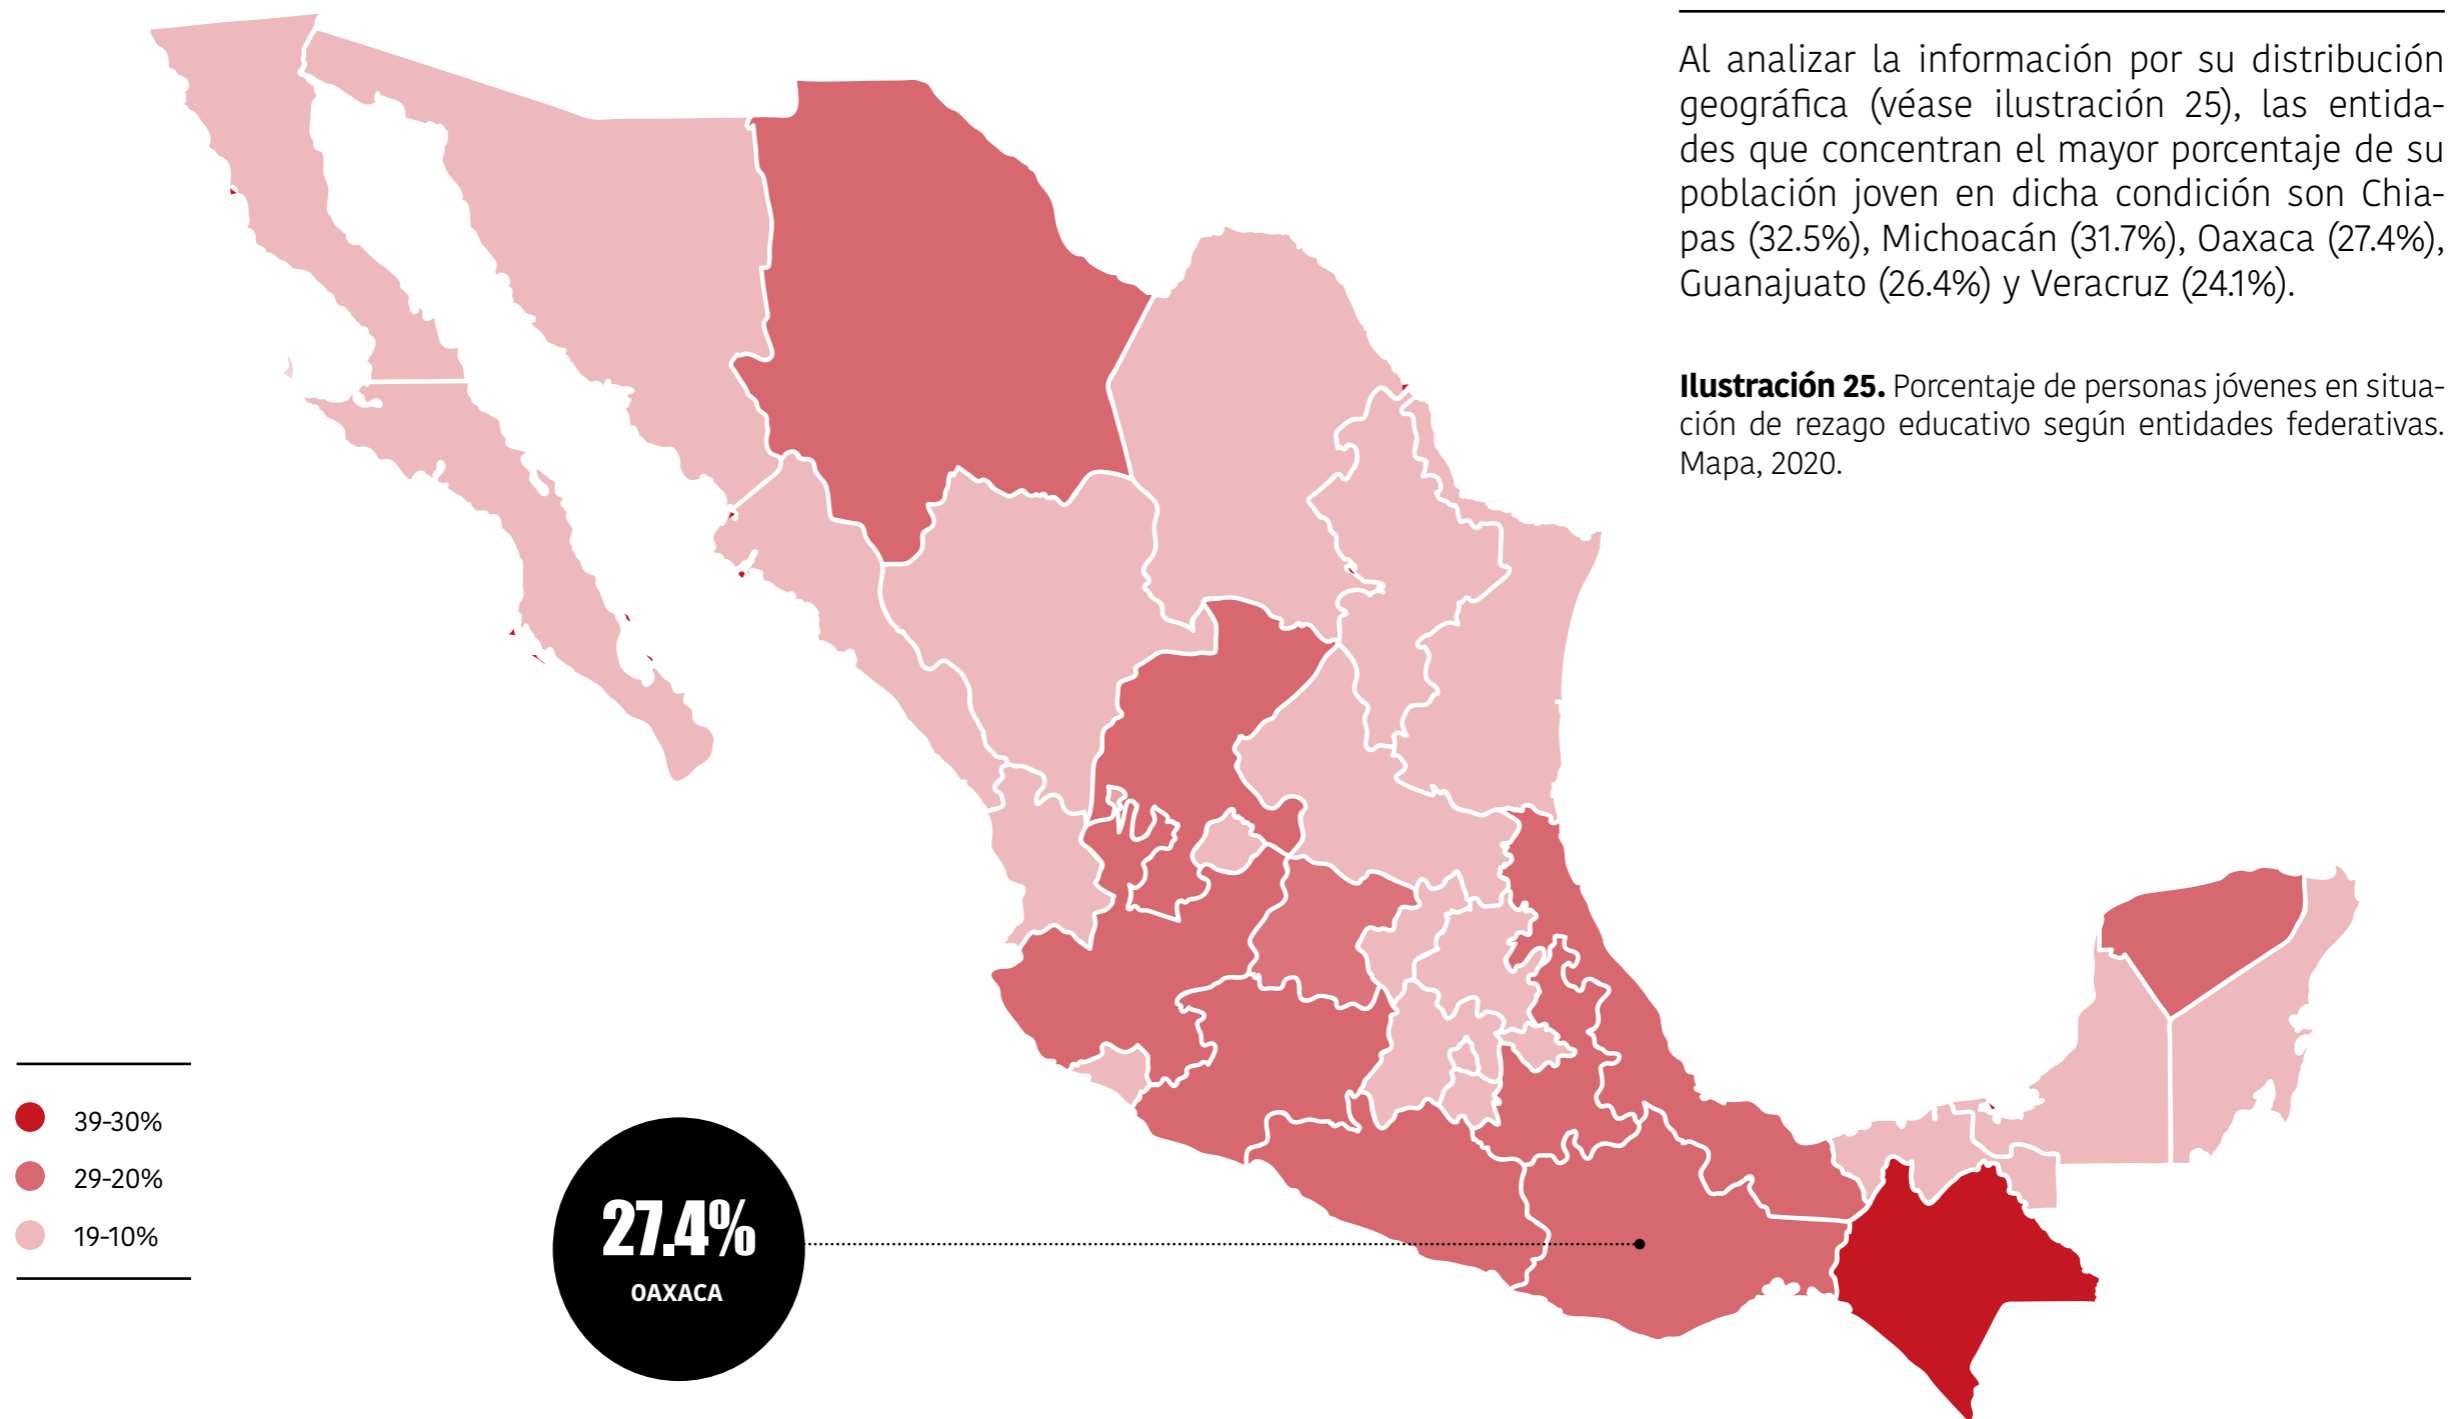 Al analizar la información por su distribución
geográfica (véase ilustración 25), las entida-
des que concentran el mayor porcentaje de su
población joven en dicha condición son Chia-
pas (32.5%), Michoacán (31.7%), Oaxaca (27.4%),
Guanajuato (26.4%) y Veracruz (24.1%).
Ilustración 25. Porcentaje de personas jóvenes en situa-
ción de rezago educativo según entidades federativas.
Mapa, 2020.
39-30%
29-20%
19-10%
27.4%
OAXACA